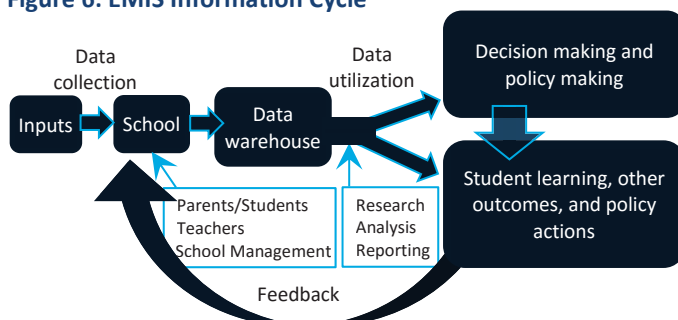 Figure 6: EMIS Information Cycle
Data
collection
Data
utilization
Decision making and
policy making
Inputs
School
Data
warehouse
Student learning, other
outcomes, and policy
actions
Parents/Students
Teachers
School Management
Research
Analysis
Reporting
Feedback